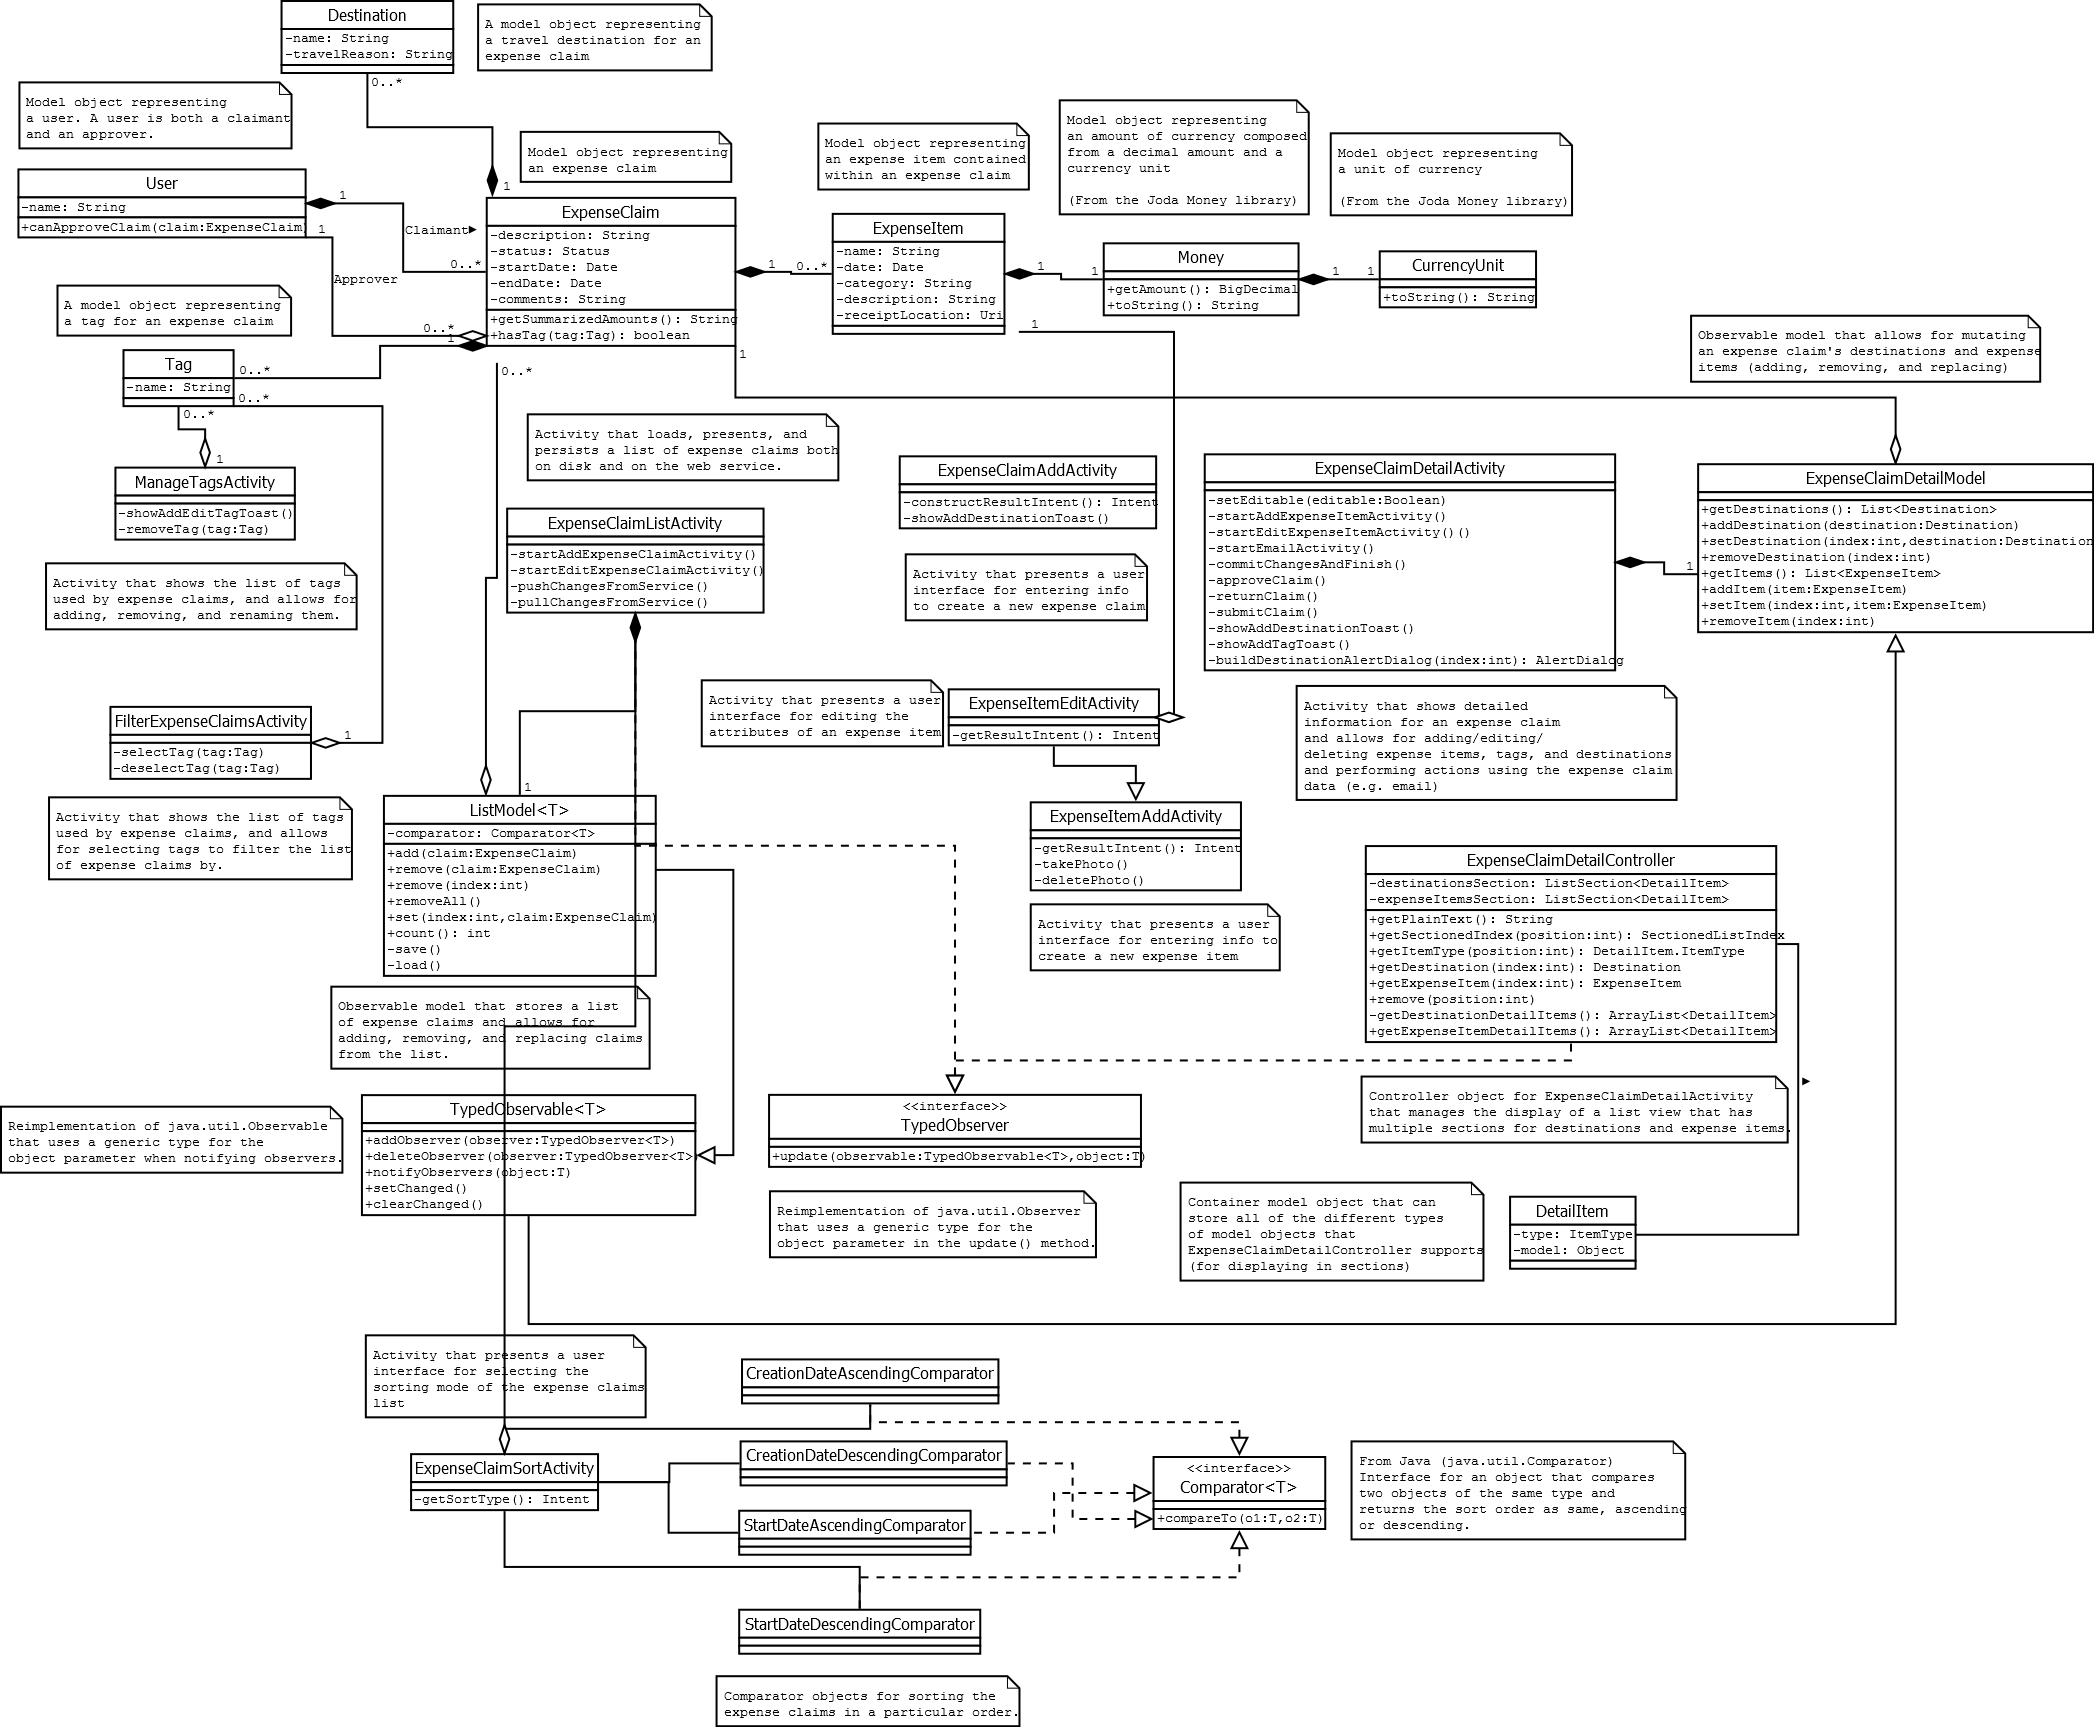 Destination
-name: String
-travelReason: String
0..*
A model object representing
a travel destination for an
expense claim
Model object representing
a user. A user is both a claimant
and an approver.
User
-name: String
+canApproveClaim(claim:ExpenseClaim)
1
1
Claimant▶
0..*
Approver
0..*
Model object representing
an expense claim
1
ExpenseClaim
-description: String
-status: Status
-startDate: Date
-endDate: Date
-comments: String
+getSummarizedAmounts(): String
+hasTag(tag:Tag): boolean
1
0..*
1
1
0..*
Model object representing
an expense item contained
within an expense claim
ExpenseItem
-name: String
-date: Date
-category: String
-description: String
-receiptLocation: Uri
1
1
1
Model object representing
an amount of currency composed
from a decimal amount and a
currency unit
(From the Joda Money library)
Money
+getAmount(): BigDecimal
+toString(): String
1
1
Model object representing
a unit of currency
(From the Joda Money library)
CurrencyUnit
+toString(): String
A model object representing
a tag for an expense claim
Tag
-name: String
0..*
0..*
0..*
1
ManageTagsActivity
-showAddEditTagToast()
-removeTag(tag:Tag)
Activity that shows the list of tags
used by expense claims, and allows for
adding, removing, and renaming them.
FilterExpenseClaimsActivity
-selectTag(tag:Tag)
-deselectTag(tag:Tag)
1
Activity that shows the list of tags
used by expense claims, and allows
for selecting tags to filter the list
of expense claims by.
Activity that loads, presents, and
persists a list of expense claims both
on disk and on the web service.
ExpenseClaimListActivity
-startAddExpenseClaimActivity()
-startEditExpenseClaimActivity()
-pushChangesFromService()
-pullChangesFromService()
ExpenseClaimAddActivity
-constructResultIntent(): Intent
-showAddDestinationToast()
Activity that presents a user
interface for entering info
to create a new expense claim
ExpenseClaimDetailActivity
-setEditable(editable:Boolean)
-startAddExpenseItemActivity()
-startEditExpenseItemActivity()()
-startEmailActivity()
-commitChangesAndFinish()
-approveClaim()
-returnClaim()
-submitClaim()
-showAddDestinationToast()
-showAddTagToast()
-buildDestinationAlertDialog(index:int): AlertDialog
1
Activity that shows detailed
information for an expense claim
and allows for adding/editing/
deleting expense items, tags, and destinations
and performing actions using the expense claim
data (e.g. email)
Observable model that allows for mutating
an expense claim's destinations and expense
items (adding, removing, and replacing)
ExpenseClaimDetailModel
+getDestinations(): List<Destination>
+addDestination(destination:Destination)
+setDestination(index:int,destination:Destination
+removeDestination(index:int)
+getItems(): List<ExpenseItem>
+addItem(item:ExpenseItem)
+setItem(index:int,item:ExpenseItem)
+removeItem(index:int)
Activity that presents a user
interface for editing the
attributes of an expense item
ExpenseItemEditActivity
-getResultIntent(): Intent
ExpenseItemAddActivity
-getResultIntent(): Intent
-takePhoto()
-deletePhoto()
Activity that presents a user
interface for entering info to
create a new expense item
1
ListModel<T>
-comparator: Comparator<T>
+add(claim:ExpenseClaim)
+remove(claim:ExpenseClaim)
+remove(index:int)
+removeAll()
+set(index:int,claim:ExpenseClaim)
+count(): int
-save()
-load()
Observable model that stores a list
of expense claims and allows for
adding, removing, and replacing claims
from the list.
ExpenseClaimDetailController
-destinationsSection: ListSection<DetailItem>
-expenseItemsSection: ListSection<DetailItem>
+getPlainText(): String
+getSectionedIndex(position:int): SectionedListIndex
+getItemType(position:int): DetailItem.ItemType
+getDestination(index:int): Destination
+getExpenseItem(index:int): ExpenseItem
+remove(position:int)
-getDestinationDetailItems(): ArrayList<DetailItem>
+getExpenseItemDetailItems(): ArrayList<DetailItem>
▶
Controller object for ExpenseClaimDetailActivity
that manages the display of a list view that has
multiple sections for destinations and expense items.
Reimplementation of java.util.Observable
that uses a generic type for the
object parameter when notifying observers.
TypedObservable<T>
+addObserver(observer:TypedObserver<T>)
+deleteObserver(observer:TypedObserver<T>)
+notifyObservers(object:T)
+setChanged()
+clearChanged()
<<interface>>
TypedObserver
+update(observable:TypedObservable<T>,object:T)
Reimplementation of java.util.Observer
that uses a generic type for the
object parameter in the update() method.
Container model object that can
store all of the different types
of model objects that
ExpenseClaimDetailController supports
(for displaying in sections)
DetailItem
-type: ItemType
-model: Object
Activity that presents a user
interface for selecting the
sorting mode of the expense claims
list
ExpenseClaimSortActivity
-getSortType(): Intent
CreationDateAscendingComparator
CreationDateDescendingComparator
StartDateAscendingComparator
StartDateDescendingComparator
<<interface>>
Comparator<T>
+compareTo(o1:T,o2:T)
From Java (java.util.Comparator)
Interface for an object that compares
two objects of the same type and
returns the sort order as same, ascending
or descending.
Comparator objects for sorting the
expense claims in a particular order.